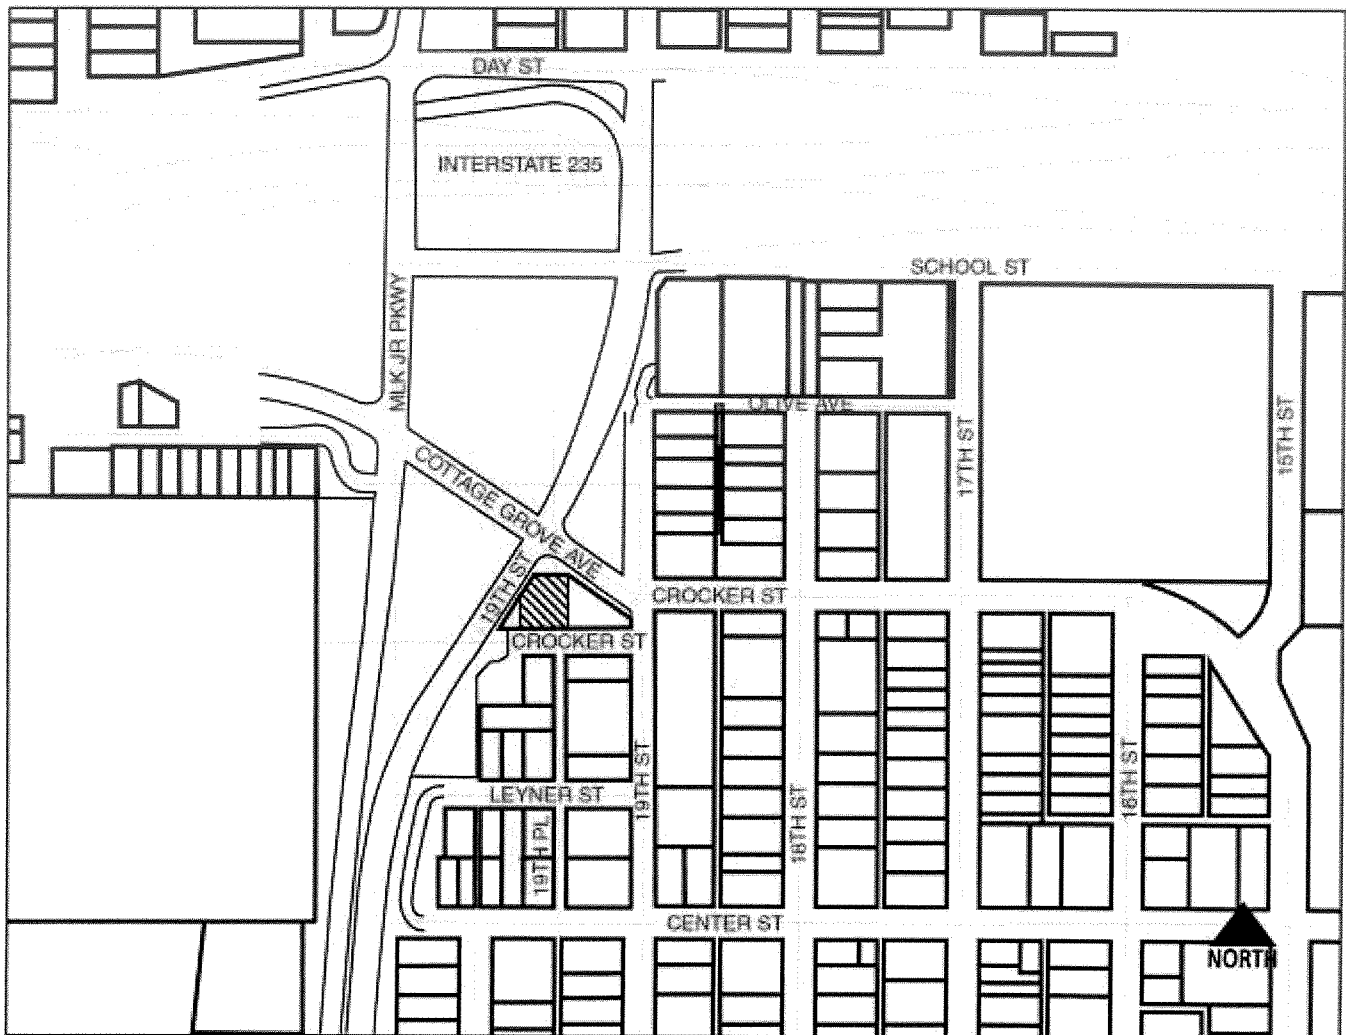 DAY ST
INTERSTATE 235
SCHOOL ST
MLK JR PKWY
OLIVE AVE
17TH ST
15TH ST
COTTAGE GROVE AVE
19TH ST
CROCKER ST
CROCKER ST
19TH ST
18TH ST
16TH ST
LEYNER ST
19TH PL
CENTER ST
NORTH